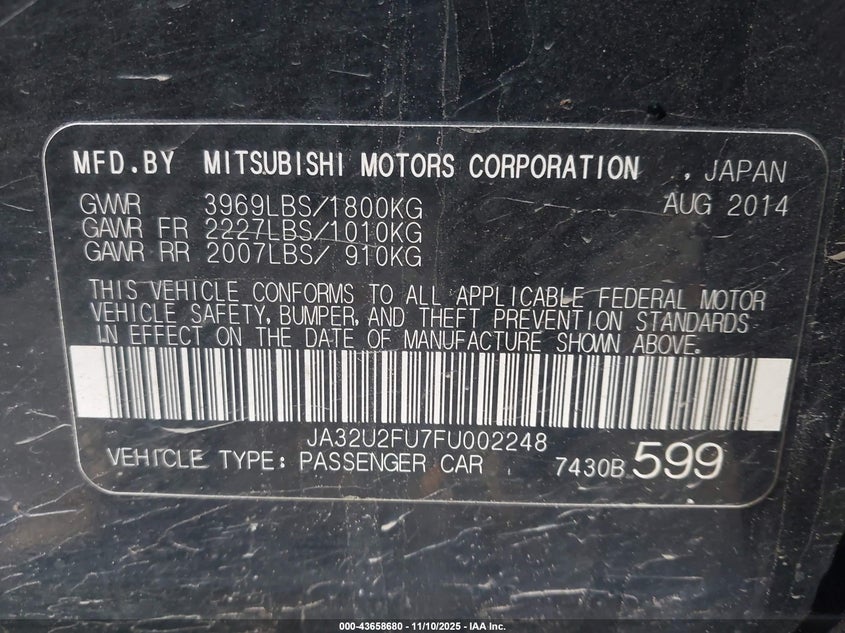 MFD.BY MITSUBISHI MOTORS CORPORATION , JAPAN
GVWR 3969LBS/1800KG AUG 2014
GAWR FR 2227LBS/1010KG
GAWR RR 2007LBS/ 910KG
THIS VEHICLE CONFORMS TO ALL APPLICABLE FEDERAL MOTOR
VEHICLE SAFETY, BUMPER, AND THEFT PREVENTION STANDARDS
IN EFFECT ON THE DATE OF MANUFACTURE SHOWN ABOVE.
JA32U2FU7FU002248
VEHICLE TYPE: PASSENGER CAR 7430B 599
000-43658680 - 11/10/2025 - IAA Inc.